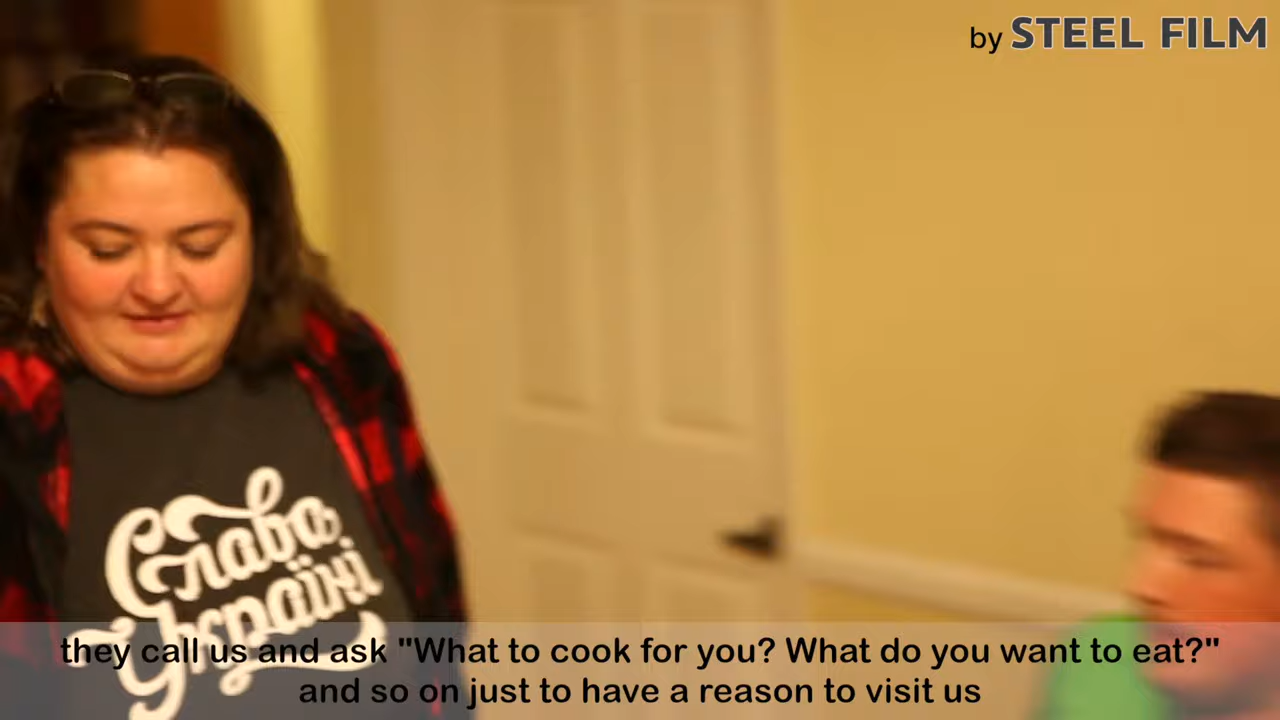 by STEEL FILM
Слава
Україні
they call us and ask "What to cook for you? What do you want to eat?"
and so on just to have a reason to visit us